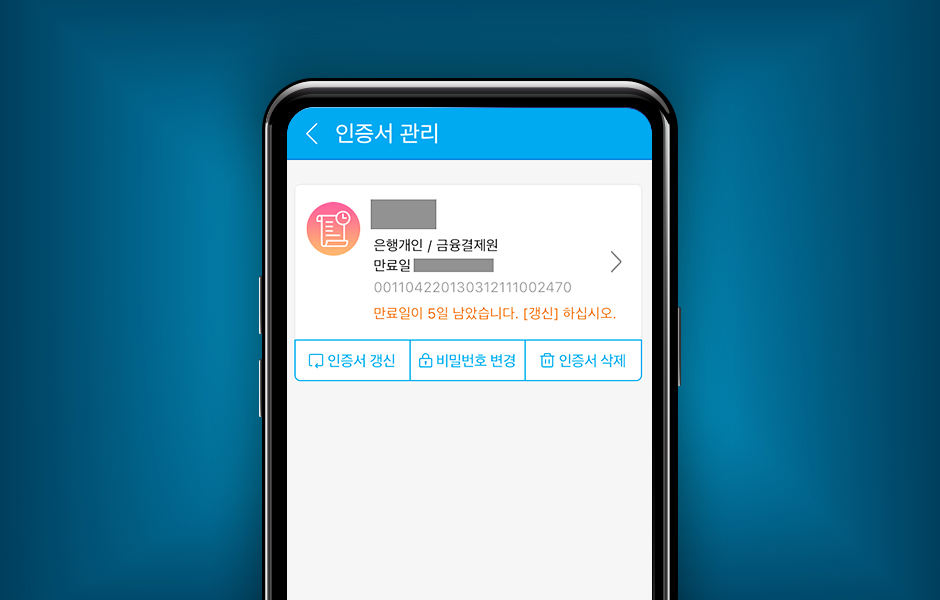 인증서 관리
은행개인 / 금융결제원
만료일
001104220130312111002470
만료일이 5일 남았습니다. [갱신] 하십시오.
인증서 갱신
비밀번호 변경
인증서 삭제